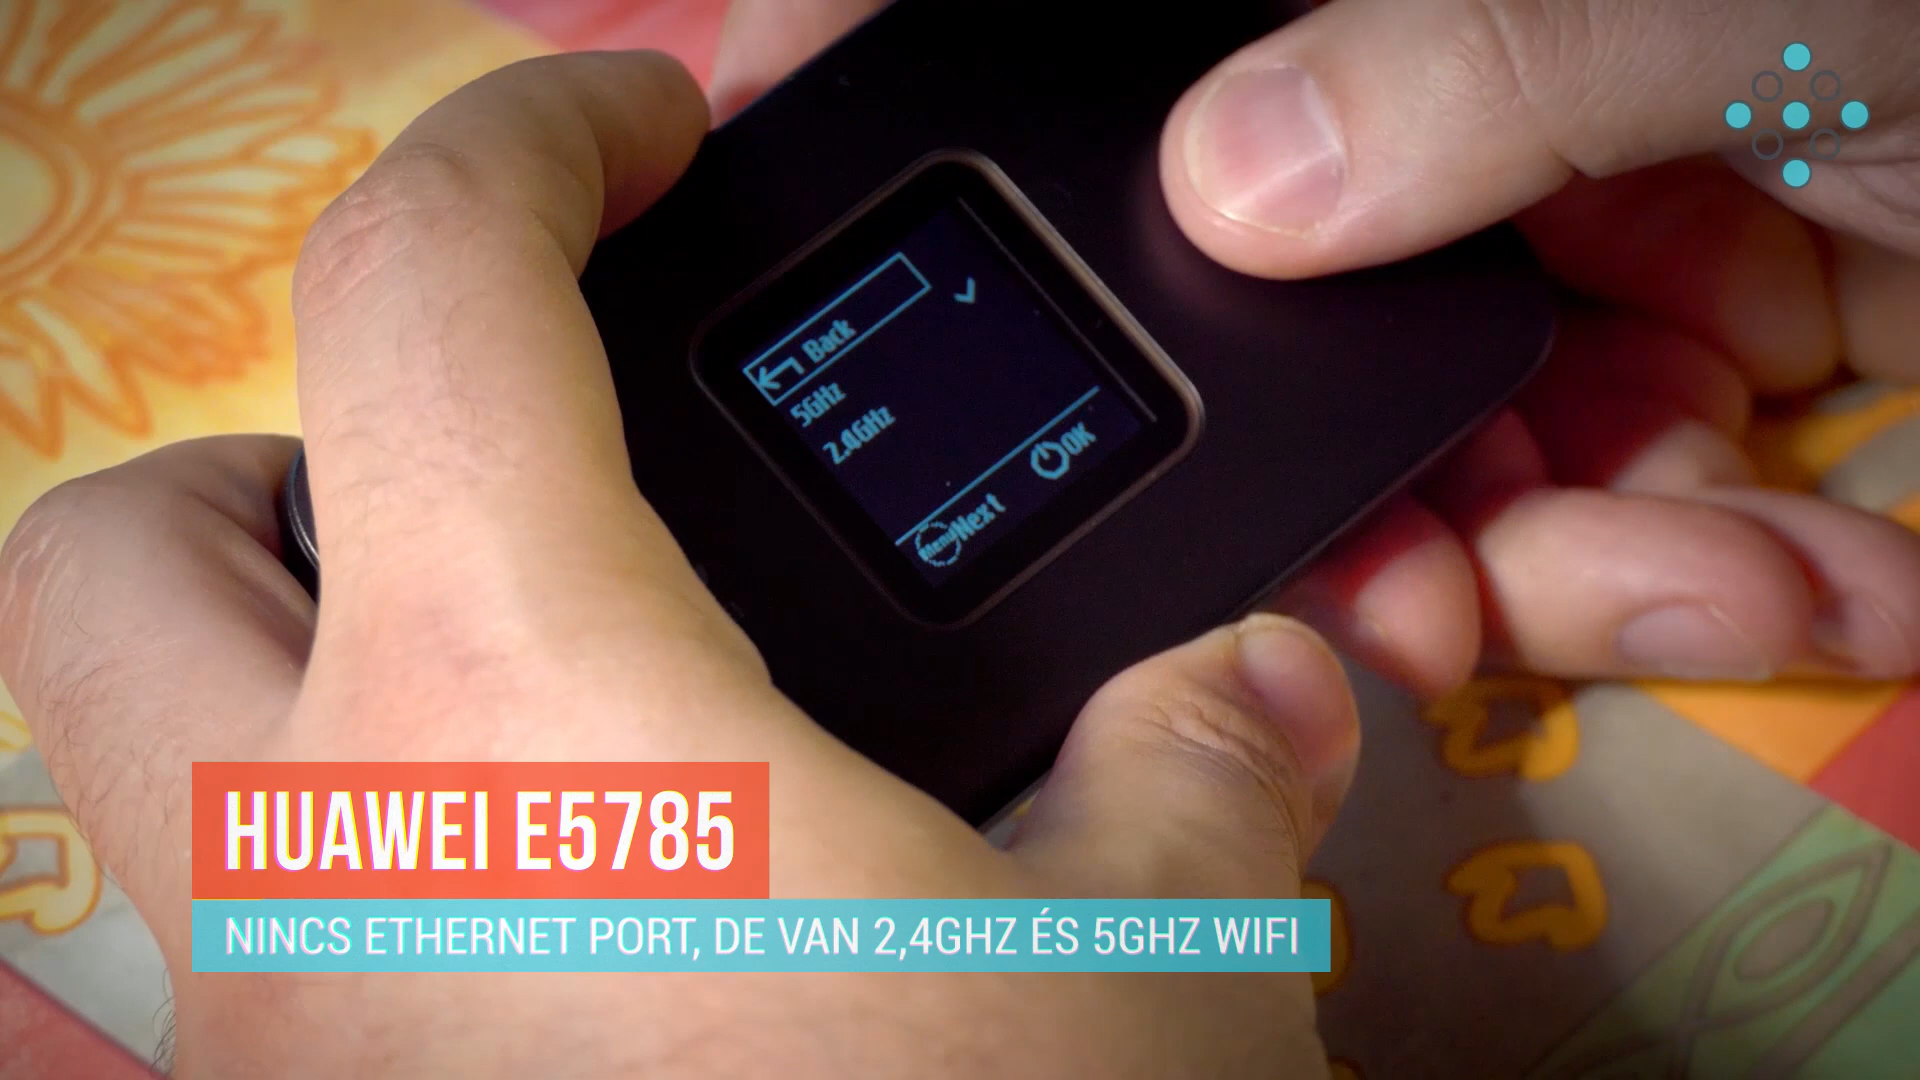 Back
5GHz
2.4GHz
Menu Next
OK
HUAWEI E5785
NINCS ETHERNET PORT, DE VAN 2,4GHZ ÉS 5GHZ WIFI